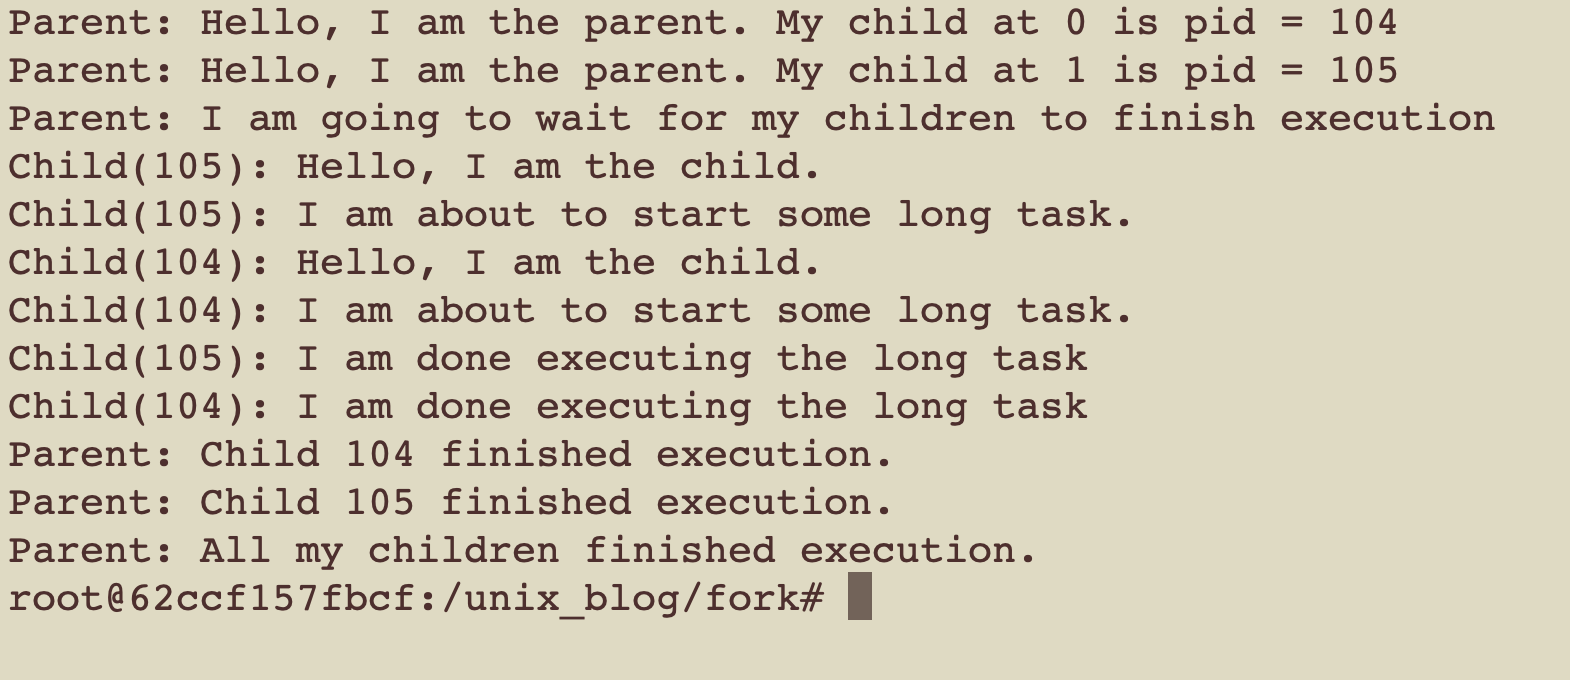 Parent: Hello, I am the parent. My child at 0 is pid = 104
Parent: Hello, I am the parent. My child at 1 is pid = 105
Parent: I am going to wait for my children to finish execution
Child(105): Hello, I am the child.
Child(105): I am about to start some long task.
Child(104): Hello, I am the child.
Child(104): I am about to start some long task.
Child(105): I am done executing the long task
Child(104): I am done executing the long task
Parent: Child 104 finished execution.
Parent: Child 105 finished execution.
Parent: All my children finished execution.
root@62ccf157fbcf:/unix_blog/fork#